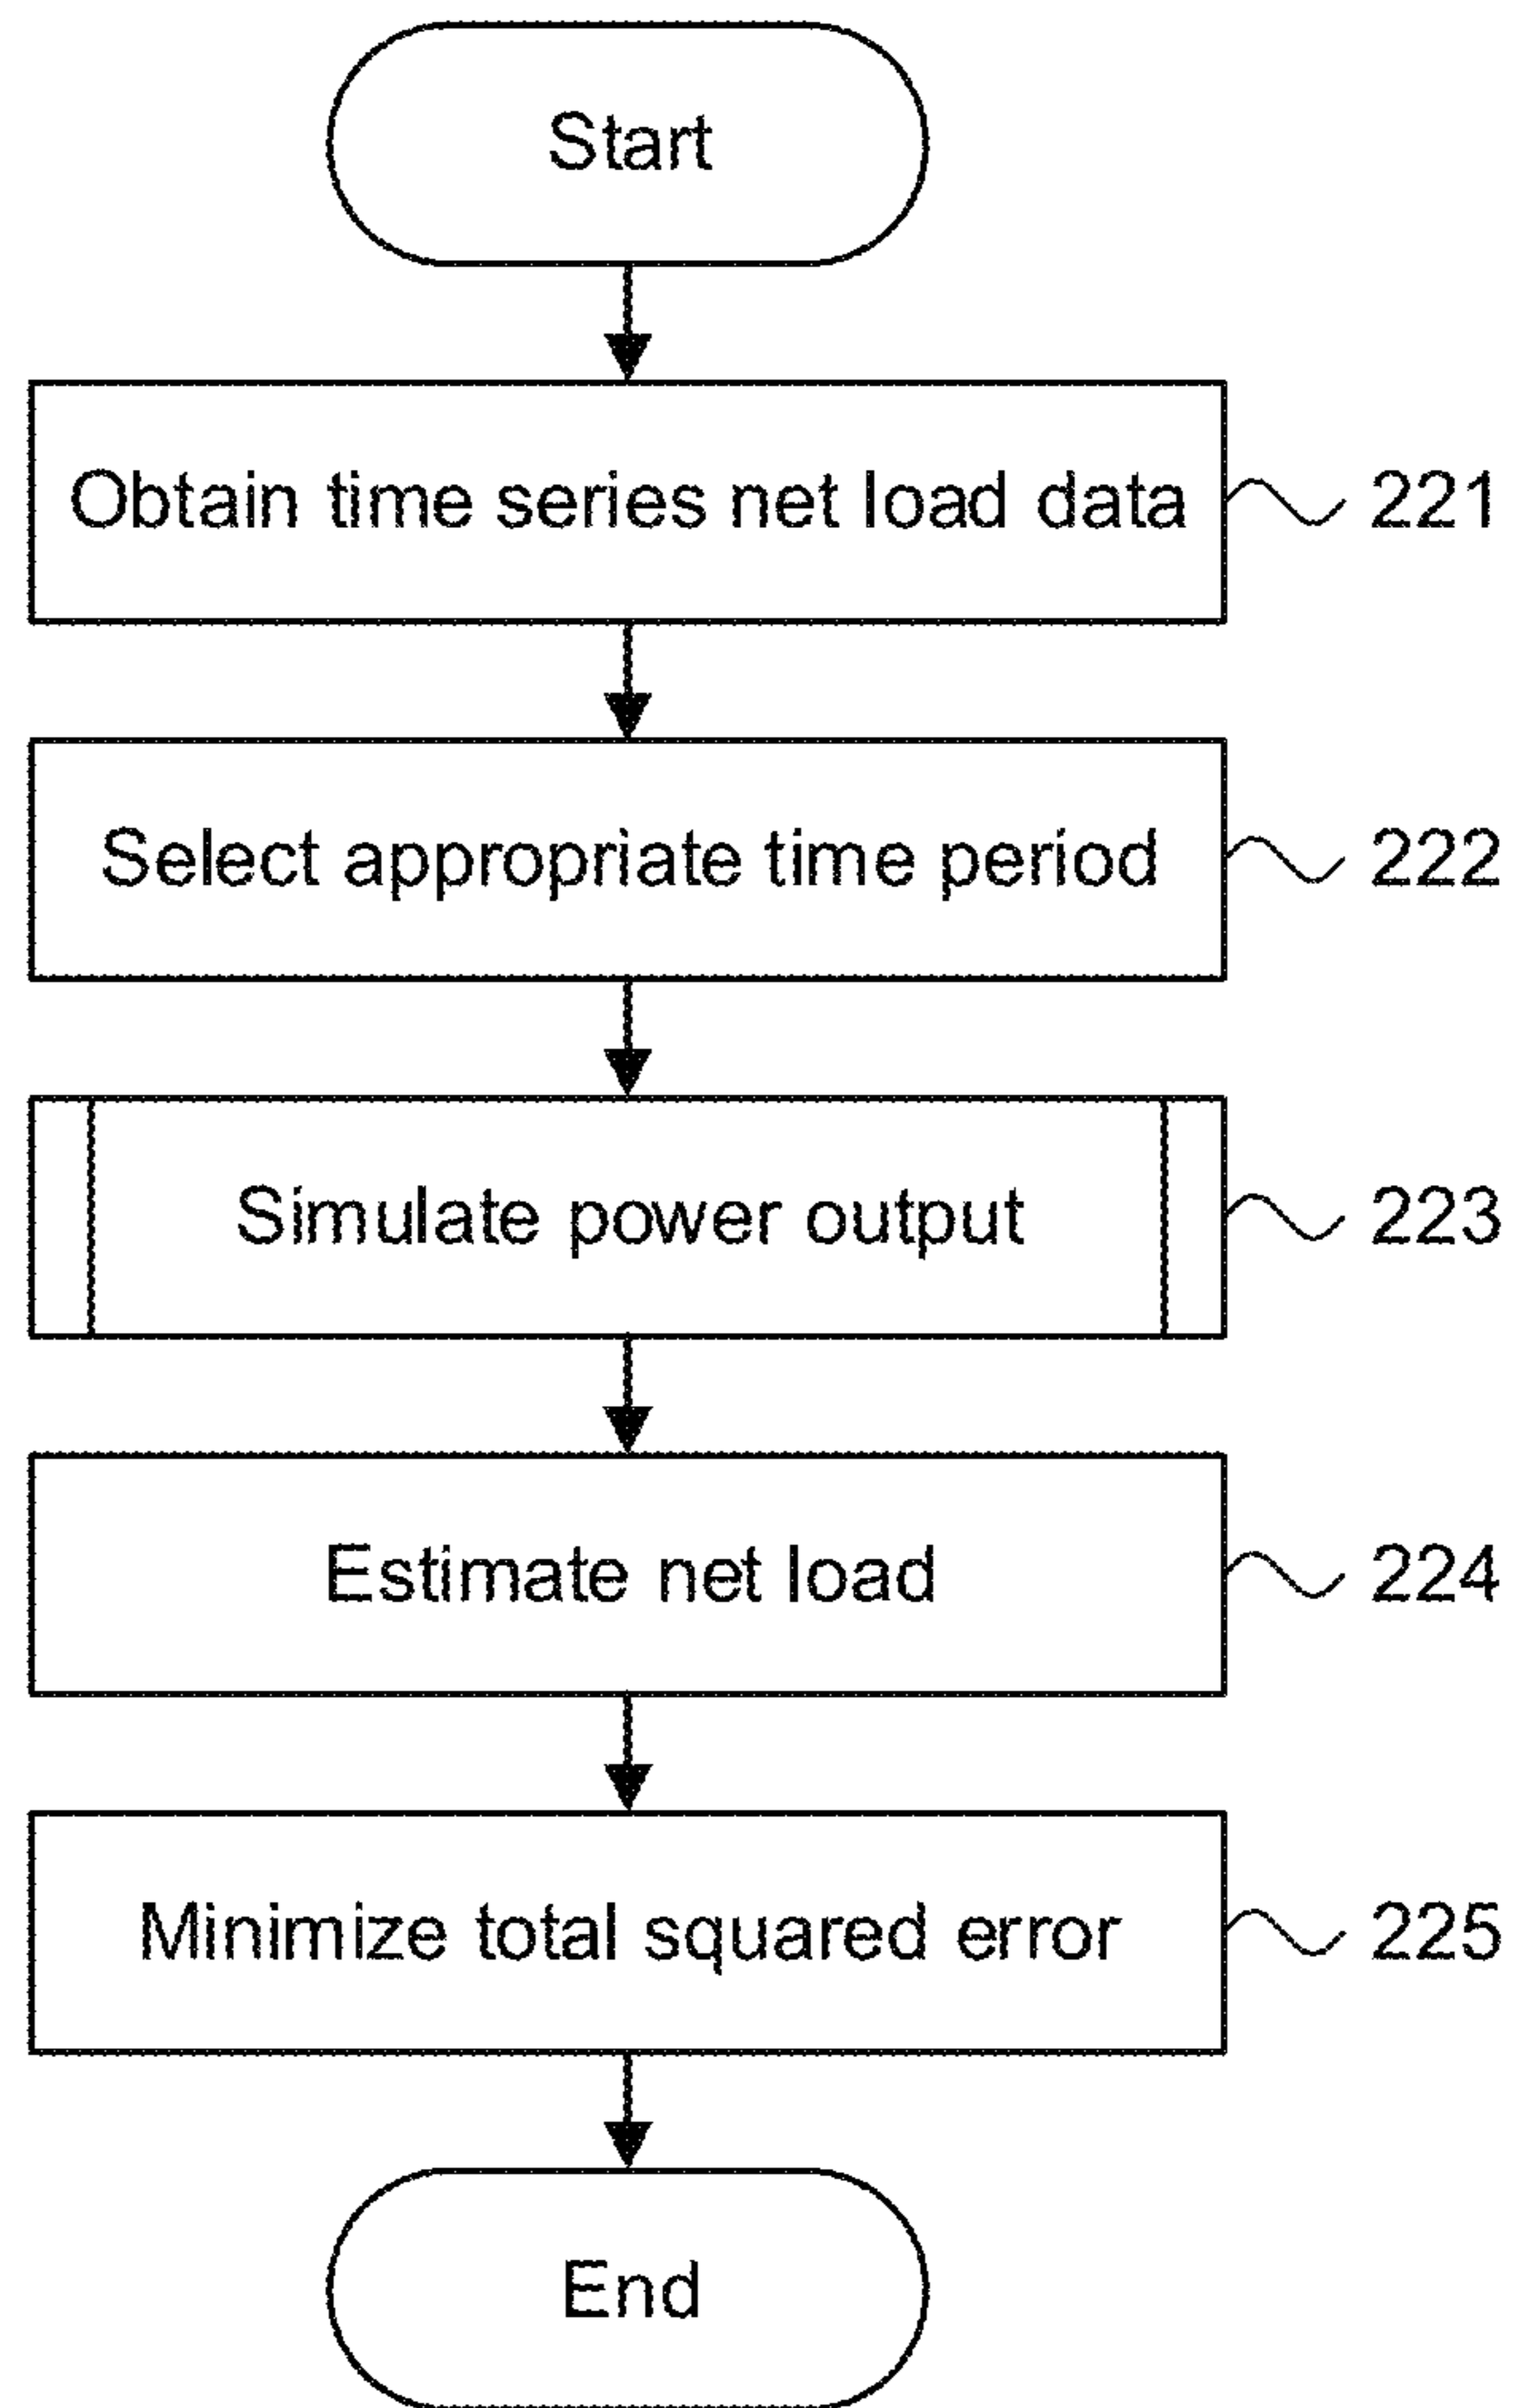 Start
Obtain time series net load data
221
Select appropriate time period
222
Simulate power output
223
Estimate net load
224
Minimize total squared error
225
End